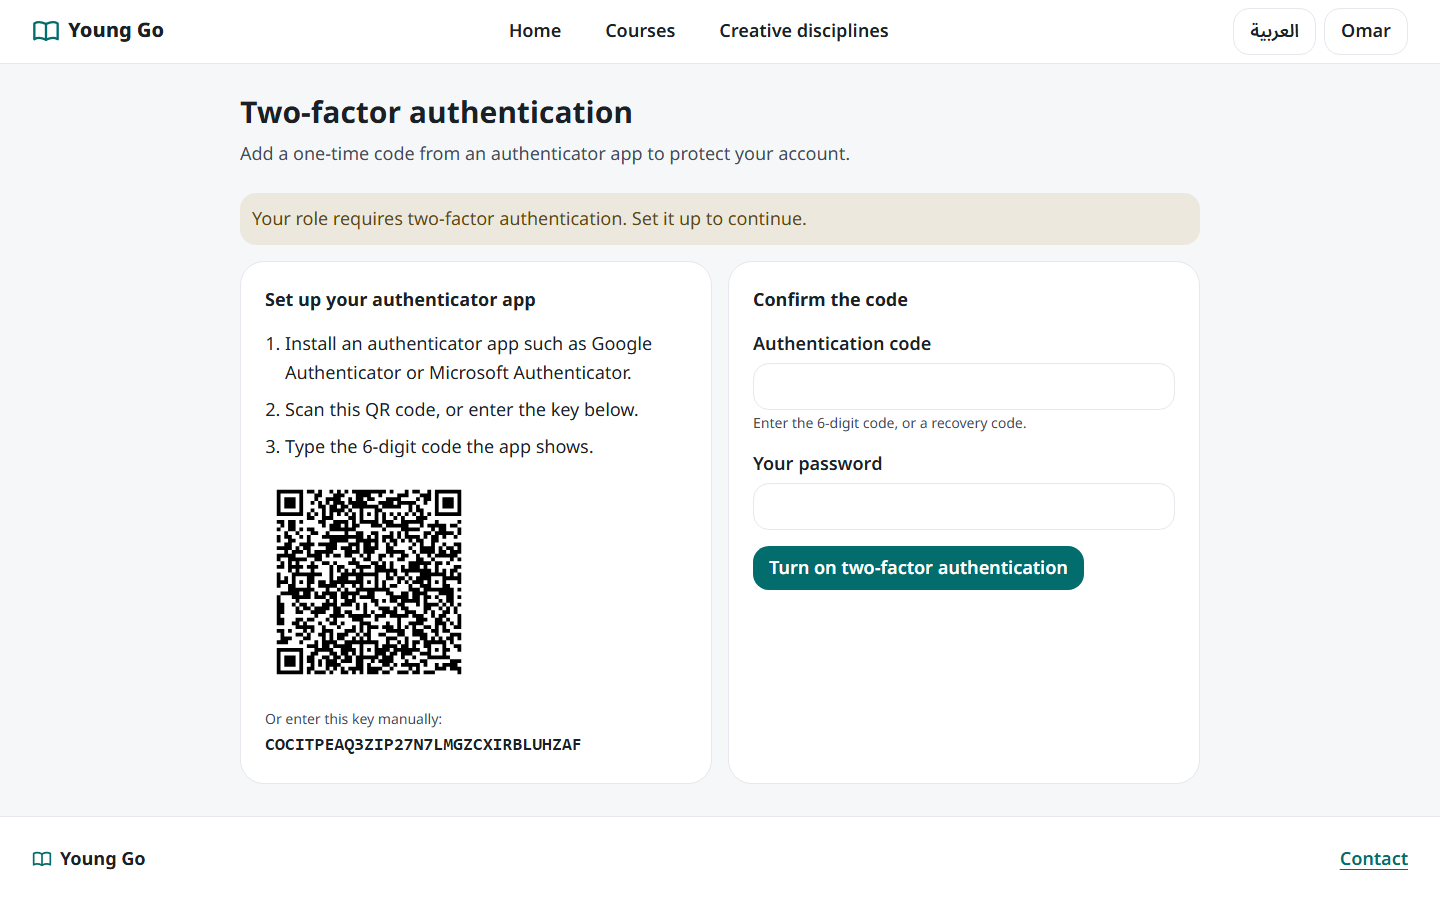 Young Go
Home
Courses
Creative disciplines
العربية
Omar
Two-factor authentication
Add a one-time code from an authenticator app to protect your account.
Your role requires two-factor authentication. Set it up to continue.
Set up your authenticator app
1. Install an authenticator app such as Google
Authenticator or Microsoft Authenticator.
2. Scan this QR code, or enter the key below.
3. Type the 6-digit code the app shows.
Or enter this key manually:
COCITPEAQ3ZIP27N7LMGZCXIRBLUHZAF
Confirm the code
Authentication code
Enter the 6-digit code, or a recovery code.
Your password
Turn on two-factor authentication
Young Go
Contact